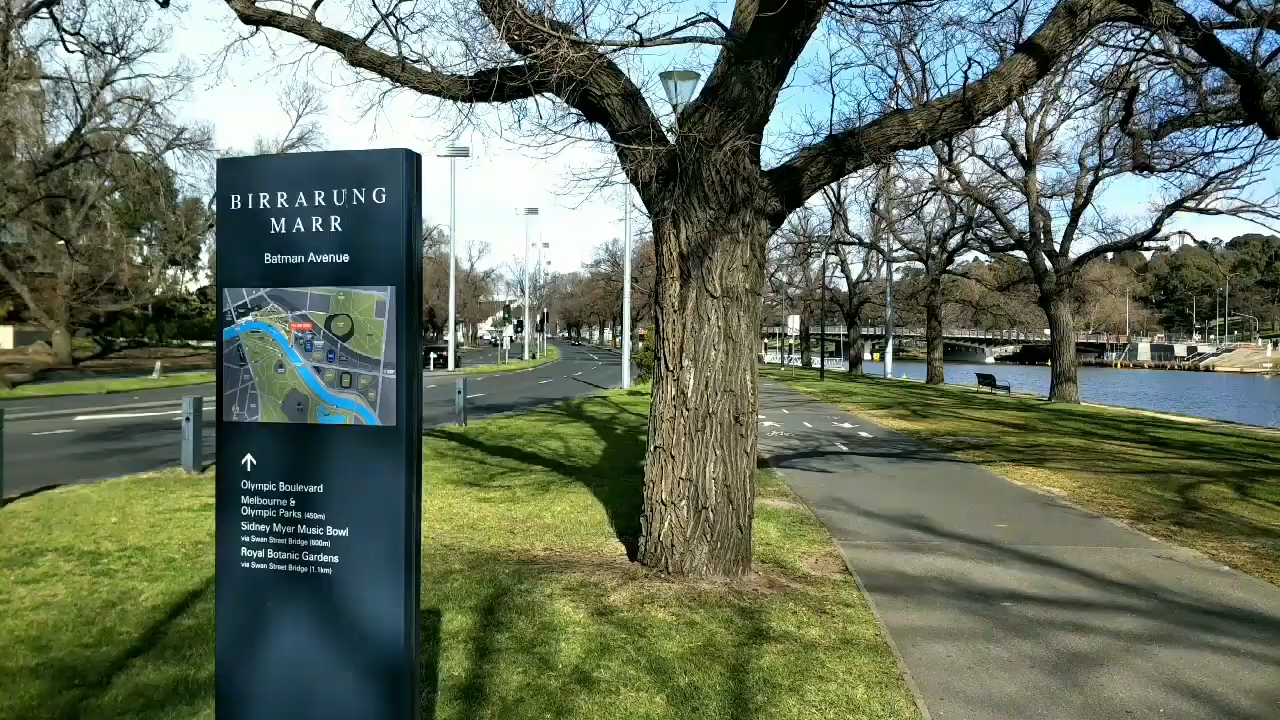 BIRRARUNG
MARR
Batman Avenue
Olympic Boulevard
Melbourne &
Olympic Parks (450m)
Sidney Myer Music Bowl
via Swan Street Bridge (600m)
Royal Botanic Gardens
via Swan Street Bridge (1.1km)